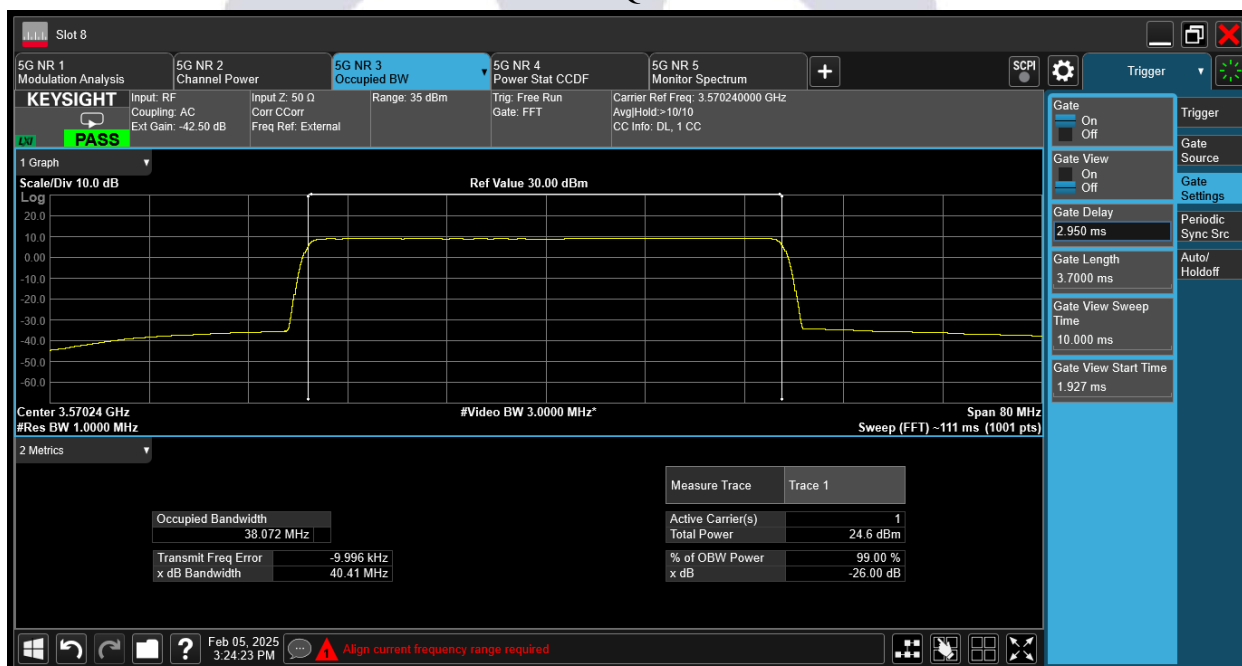 Slot 8
5G NR 1
Modulation Analysis
5G NR 2
Channel Power
5G NR 3
Occupied BW
5G NR 4
Power Stat CCDF
5G NR 5
Monitor Spectrum
+
SCPI
Trigger
KEYSIGHT
LXI
PASS
Input: RF
Coupling: AC
Ext Gain: -42.50 dB
Input Z: 50 Ω
Corr CCorr
Freq Ref: External
Range: 35 dBm
Trig: Free Run
Gate: FFT
Carrier Ref Freq: 3.570240000 GHz
Avg|Hold:>10/10
CC Info: DL, 1 CC
1 Graph
Scale/Div 10.0 dB
Ref Value 30.00 dBm
Log
20.0
10.0
0.00
-10.0
-20.0
-30.0
-40.0
-50.0
-60.0
Center 3.57024 GHz
#Video BW 3.0000 MHz*
Span 80 MHz
#Res BW 1.0000 MHz
Sweep (FFT) ~111 ms (1001 pts)
2 Metrics
Measure Trace Trace 1
Occupied Bandwidth
38.072 MHz
Active Carrier(s) 1
Total Power 24.6 dBm
Transmit Freq Error -9.996 kHz
x dB Bandwidth 40.41 MHz
% of OBW Power 99.00 %
x dB -26.00 dB
Gate
On
Off
Gate View
On
Off
Gate Delay
2.950 ms
Gate Length
3.7000 ms
Gate View Sweep
Time
10.000 ms
Gate View Start Time
1.927 ms
Trigger
Gate
Source
Gate
Settings
Periodic
Sync Src
Auto/
Holdoff
?
Feb 05, 2025
3:24:23 PM
1
Align current frequency range required